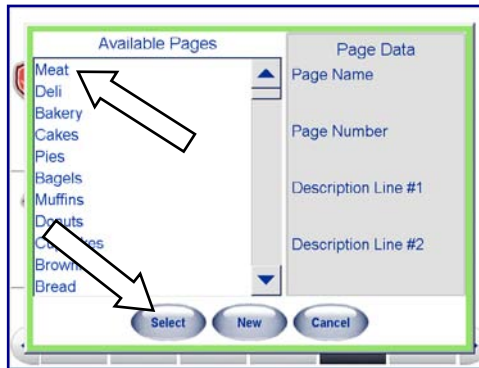 Available Pages
Meat
Deli
Bakery
Cakes
Pies
Bagels
Muffins
Donuts
Bread
Page Data
Page Name
Page Number
Description Line #1
Description Line #2
Select
New
Cancel